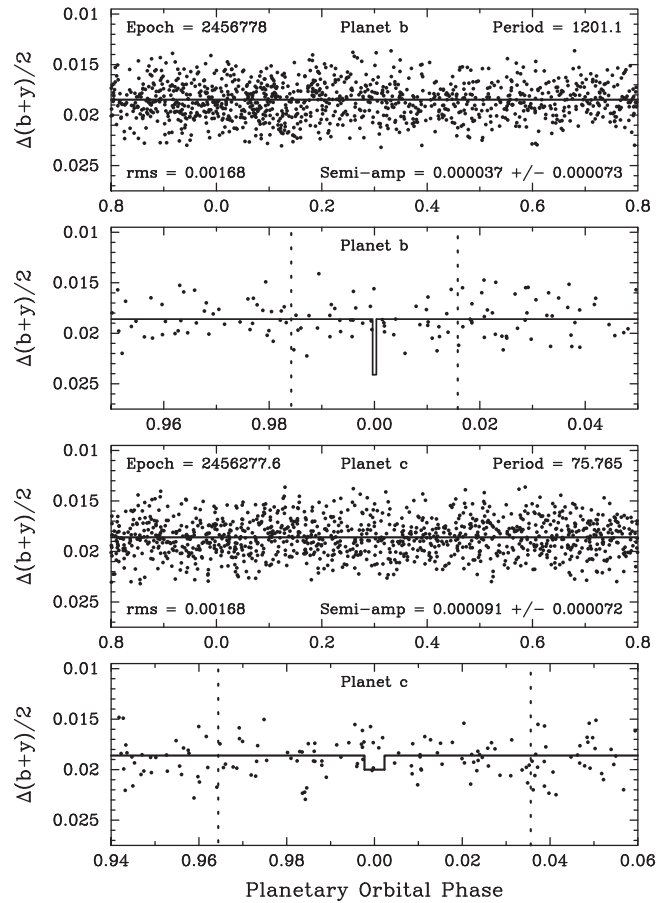 0.01
Epoch = 2456778 Planet b Period = 1201.1
0.015
Δ(b+y)/2
0.02
0.025
rms = 0.00168 Semi-amp = 0.000037 +/- 0.000073
0.8 0.0 0.2 0.4 0.6 0.8
0.01
Planet b
0.015
Δ(b+y)/2
0.02
0.025
0.96 0.98 0.00 0.02 0.04
0.01
Epoch = 2456277.6 Planet c Period = 75.765
0.015
Δ(b+y)/2
0.02
0.025
rms = 0.00168 Semi-amp = 0.000091 +/- 0.000072
0.8 0.0 0.2 0.4 0.6 0.8
0.01
Planet c
0.015
Δ(b+y)/2
0.02
0.025
0.94 0.96 0.98 0.00 0.02 0.04 0.06
Planetary Orbital Phase